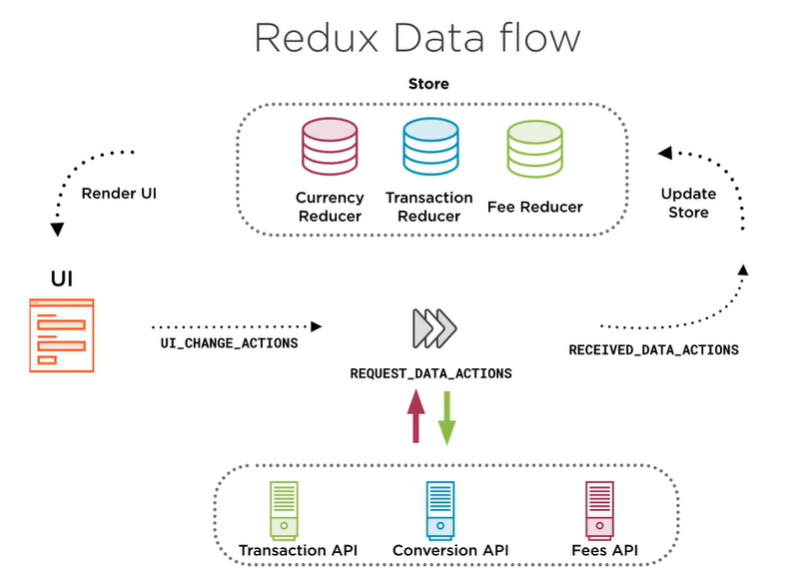 Redux Data flow
Store
Currency
Reducer
Transaction
Reducer
Fee Reducer
Render UI
Update
Store
UI
UI_CHANGE_ACTIONS
REQUEST_DATA_ACTIONS
RECEIVED_DATA_ACTIONS
Transaction API
Conversion API
Fees API